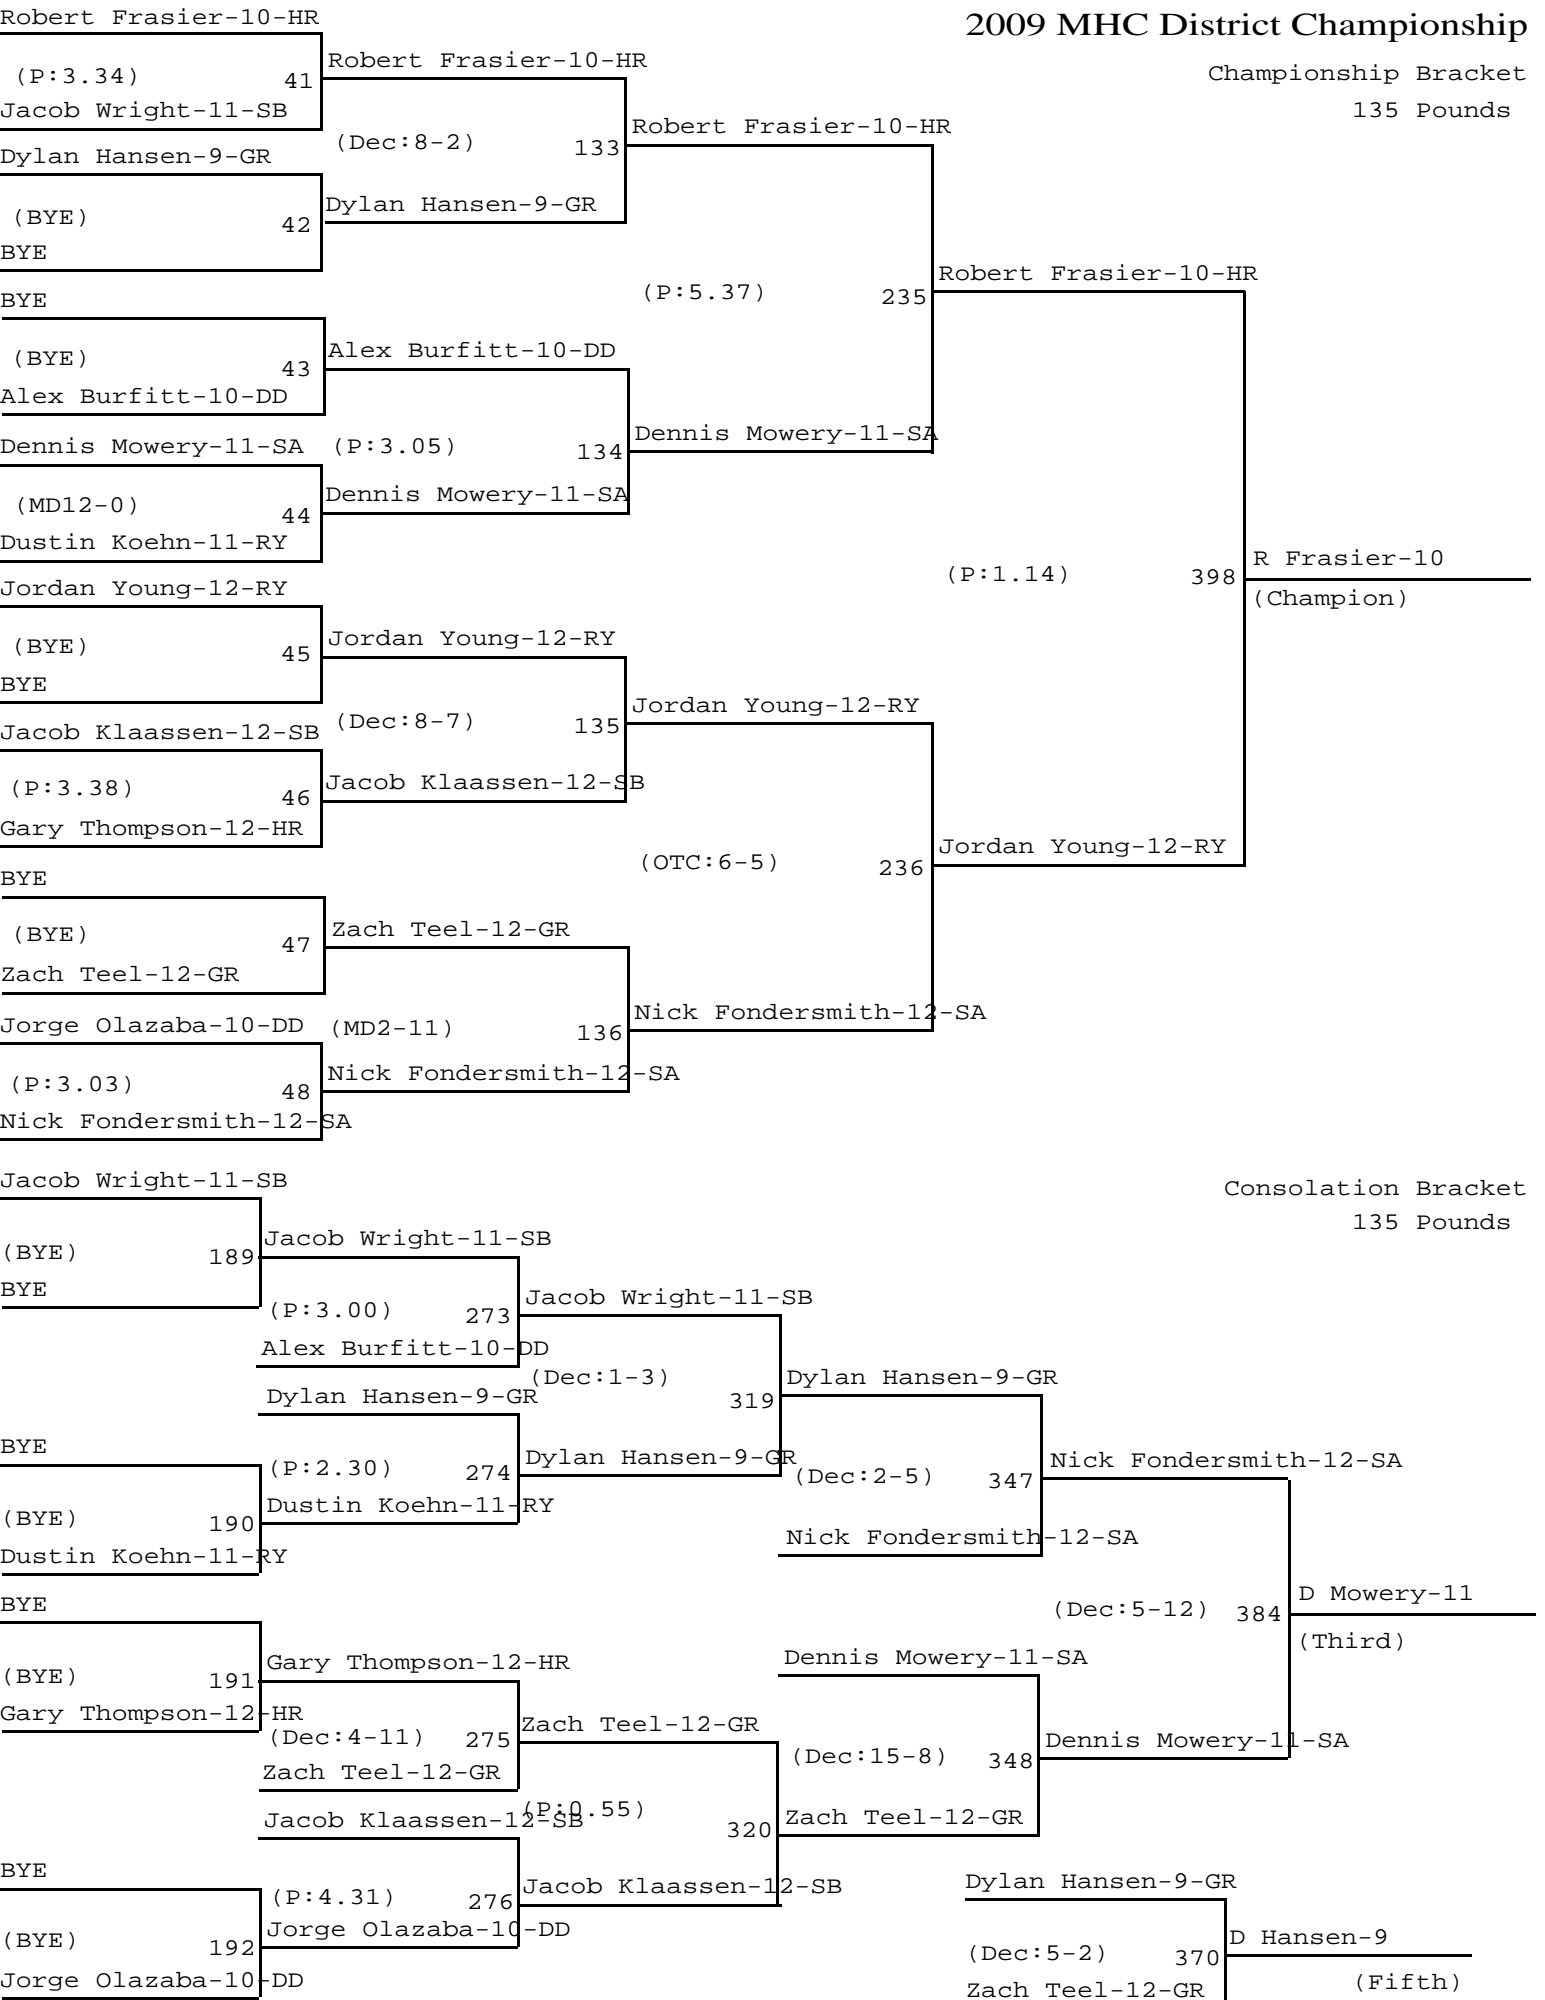 2009 MHC District Championship
Championship Bracket
135 Pounds
Robert Frasier-10-HR
(P:3.34) 41
Jacob Wright-11-SB
Dylan Hansen-9-GR
(BYE) 42
BYE
BYE
(BYE) 43
Alex Burfitt-10-DD
Dennis Mowery-11-SA
(MD12-0) 44
Dustin Koehn-11-RY
Jordan Young-12-RY
(BYE) 45
BYE
Jacob Klaassen-12-SB
(P:3.38) 46
Gary Thompson-12-HR
BYE
(BYE) 47
Zach Teel-12-GR
Jorge Olazaba-10-DD
(P:3.03) 48
Nick Fondersmith-12-SA
Robert Frasier-10-HR
(Dec:8-2) 133
Dylan Hansen-9-GR
Alex Burfitt-10-DD
(P:3.05) 134
Dennis Mowery-11-SA
Jordan Young-12-RY
(Dec:8-7) 135
Jacob Klaassen-12-SB
Zach Teel-12-GR
(MD2-11) 136
Nick Fondersmith-12-SA
Robert Frasier-10-HR
(P:5.37) 235
Dennis Mowery-11-SA
Jordan Young-12-RY
(OTC:6-5) 236
Nick Fondersmith-12-SA
Robert Frasier-10-HR
(P:1.14) 398
Jordan Young-12-RY
R Frasier-10
(Champion)
Consolation Bracket
135 Pounds
Jacob Wright-11-SB
(BYE) 189
BYE
BYE
(BYE) 190
Dustin Koehn-11-RY
BYE
(BYE) 191
Gary Thompson-12-HR
BYE
(BYE) 192
Jorge Olazaba-10-DD
Jacob Wright-11-SB
(P:3.00) 273
Alex Burfitt-10-DD
Dylan Hansen-9-GR
(P:2.30) 274
Dustin Koehn-11-RY
Gary Thompson-12-HR
(Dec:4-11) 275
Zach Teel-12-GR
Jacob Klaassen-12-SB
(P:4.31) 276
Jorge Olazaba-10-DD
Jacob Wright-11-SB
(Dec:1-3) 319
Dylan Hansen-9-GR
Zach Teel-12-GR
(P:0.55) 320
Jacob Klaassen-12-SB
Dylan Hansen-9-GR
(Dec:2-5) 347
Nick Fondersmith-12-SA
Dennis Mowery-11-SA
(Dec:15-8) 348
Zach Teel-12-GR
Nick Fondersmith-12-SA
(Dec:5-12) 384
Dennis Mowery-11-SA
D Mowery-11
(Third)
Dylan Hansen-9-GR
(Dec:5-2) 370
Zach Teel-12-GR
D Hansen-9
(Fifth)